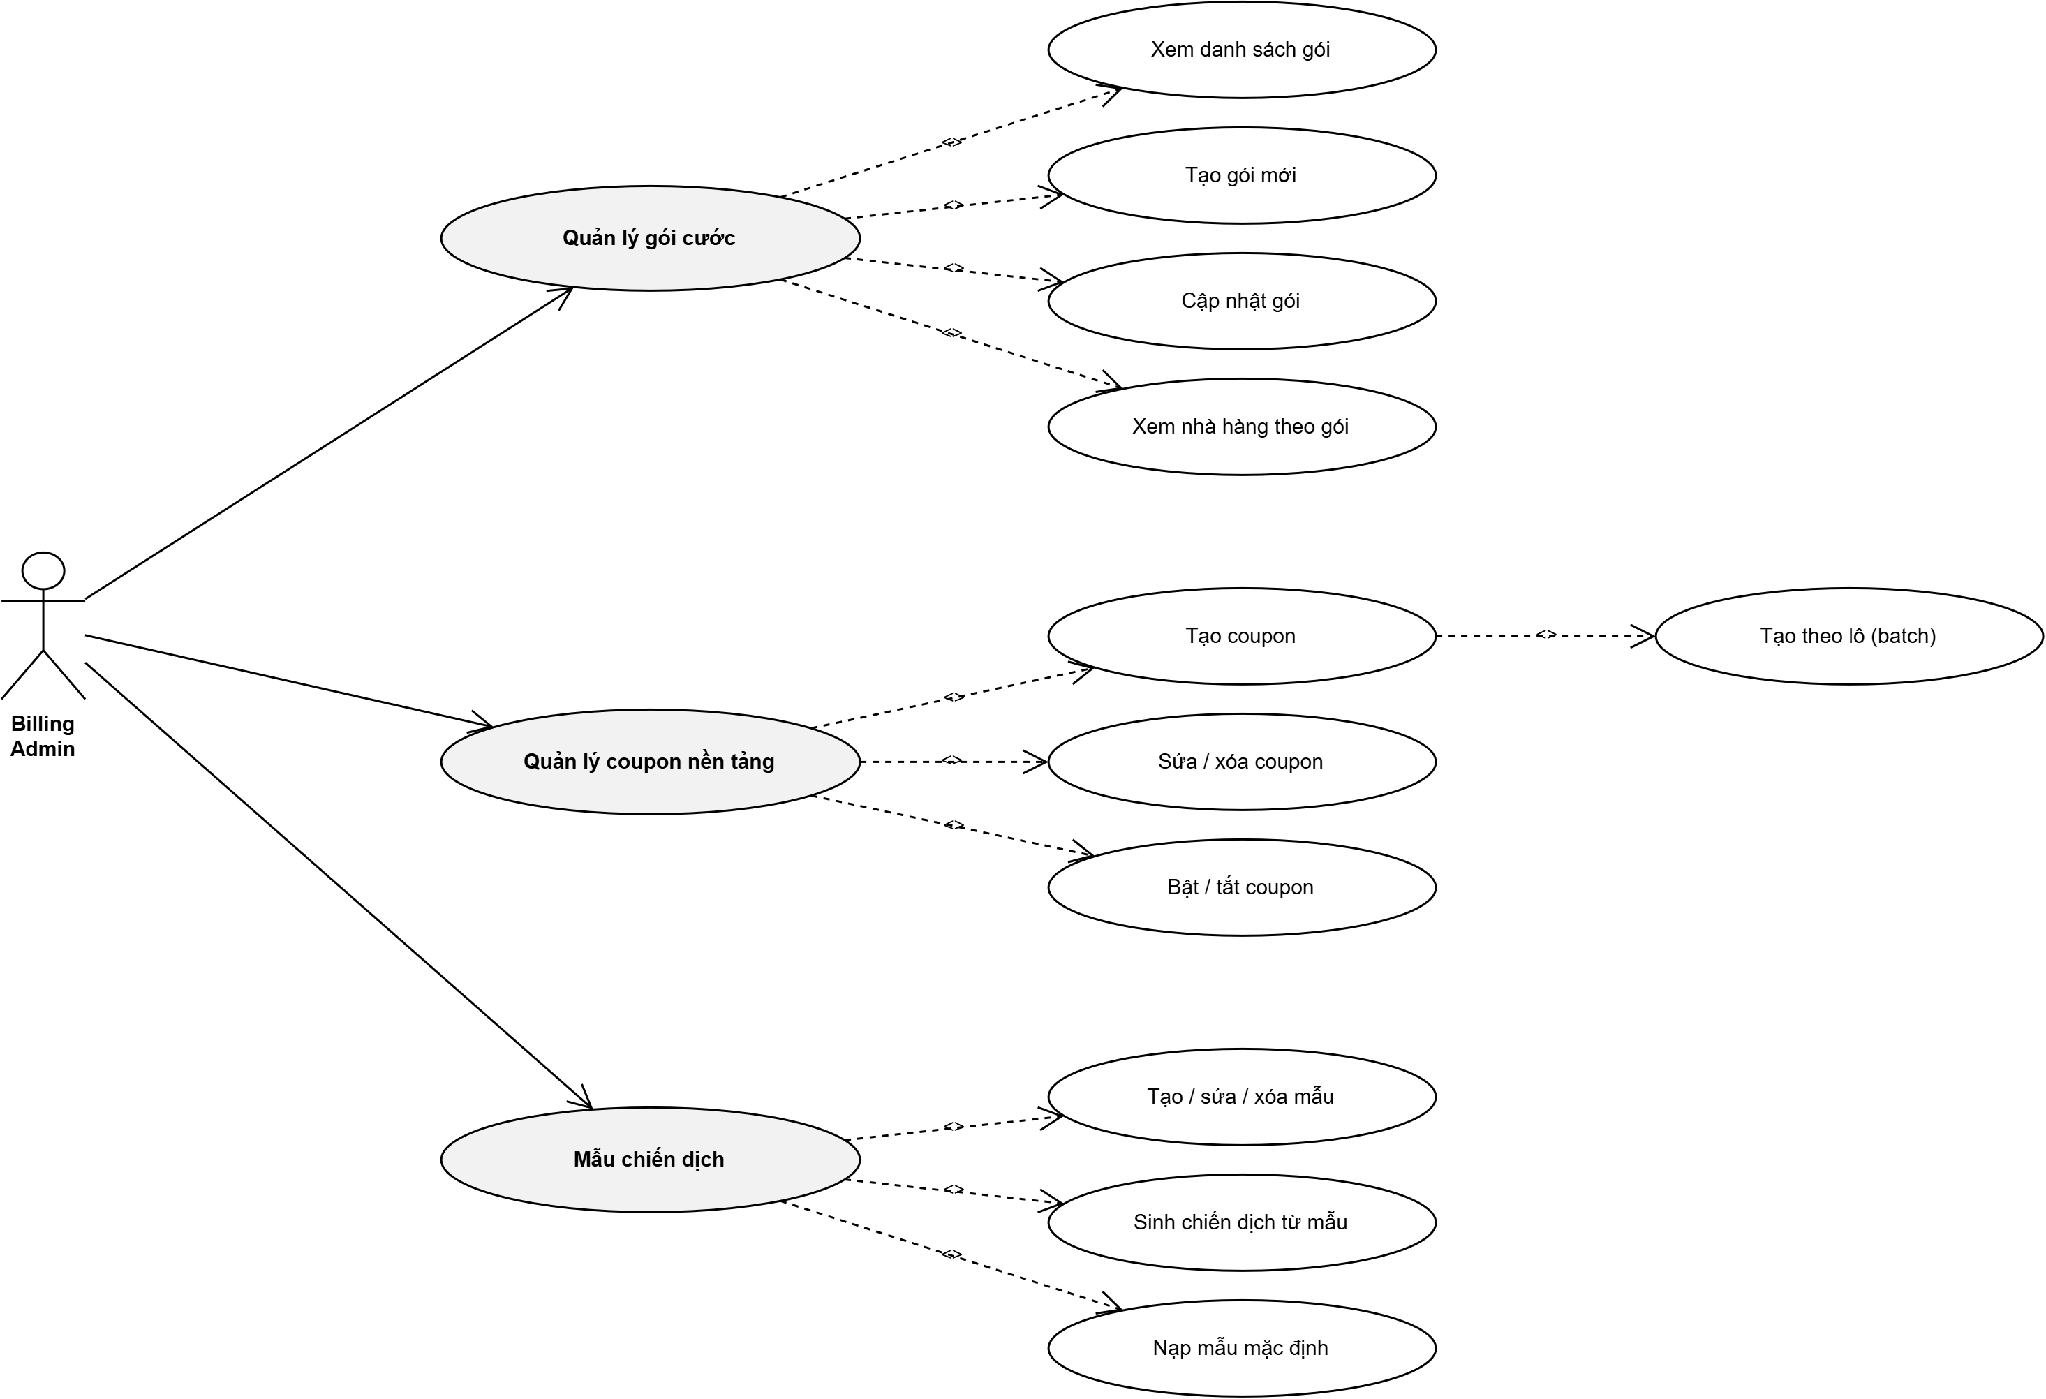 Xem danh sách gói
Tạo gói mới
Quản lý gói cước
Cập nhật gói
Xem nhà hàng theo gói
Billing
Admin
Tạo coupon
Tạo theo lô (batch)
Quản lý coupon nền tảng
Sửa / xóa coupon
Bật / tắt coupon
Tạo / sửa / xóa mẫu
Mẫu chiến dịch
Sinh chiến dịch từ mẫu
Nạp mẫu mặc định